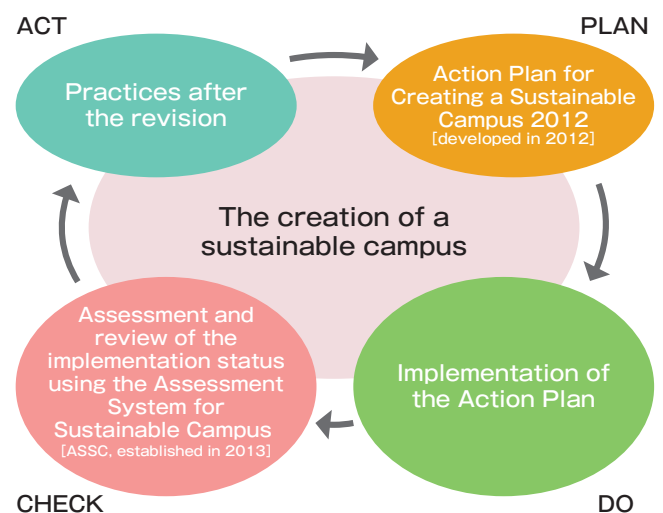 ACT
PLAN
Practices after
the revision
Action Plan for
Creating a Sustainable
Campus 2012
[developed in 2012]
The creation of a
sustainable campus
Assessment and
review of the
implementation status
using the Assessment
System for
Sustainable Campus
[ASSC, established in 2013]
Implementation of
the Action Plan
CHECK
DO